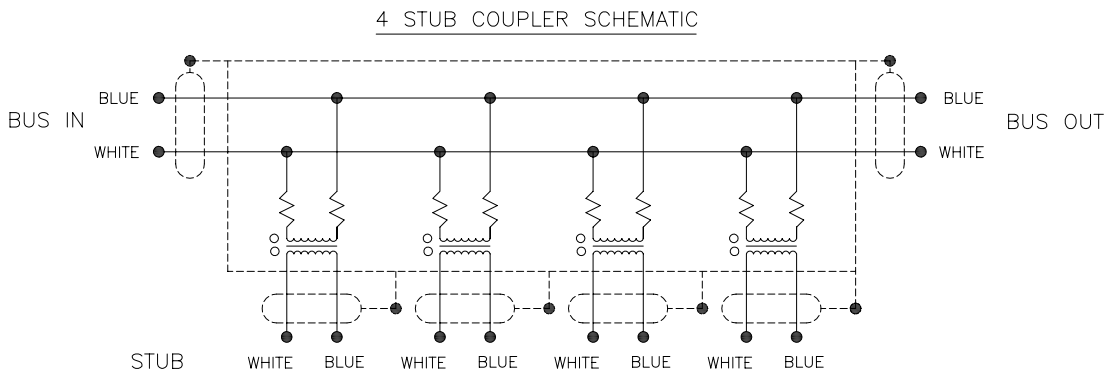 4 STUB COUPLER SCHEMATIC
BLUE BLUE
BUS IN BUS OUT
WHITE WHITE
STUB WHITE BLUE WHITE BLUE WHITE BLUE WHITE BLUE